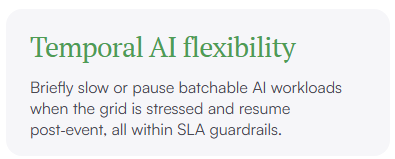 Temporal AI flexibility
Briefly slow or pause batchable AI workloads
when the grid is stressed and resume
post-event, all within SLA guardrails.